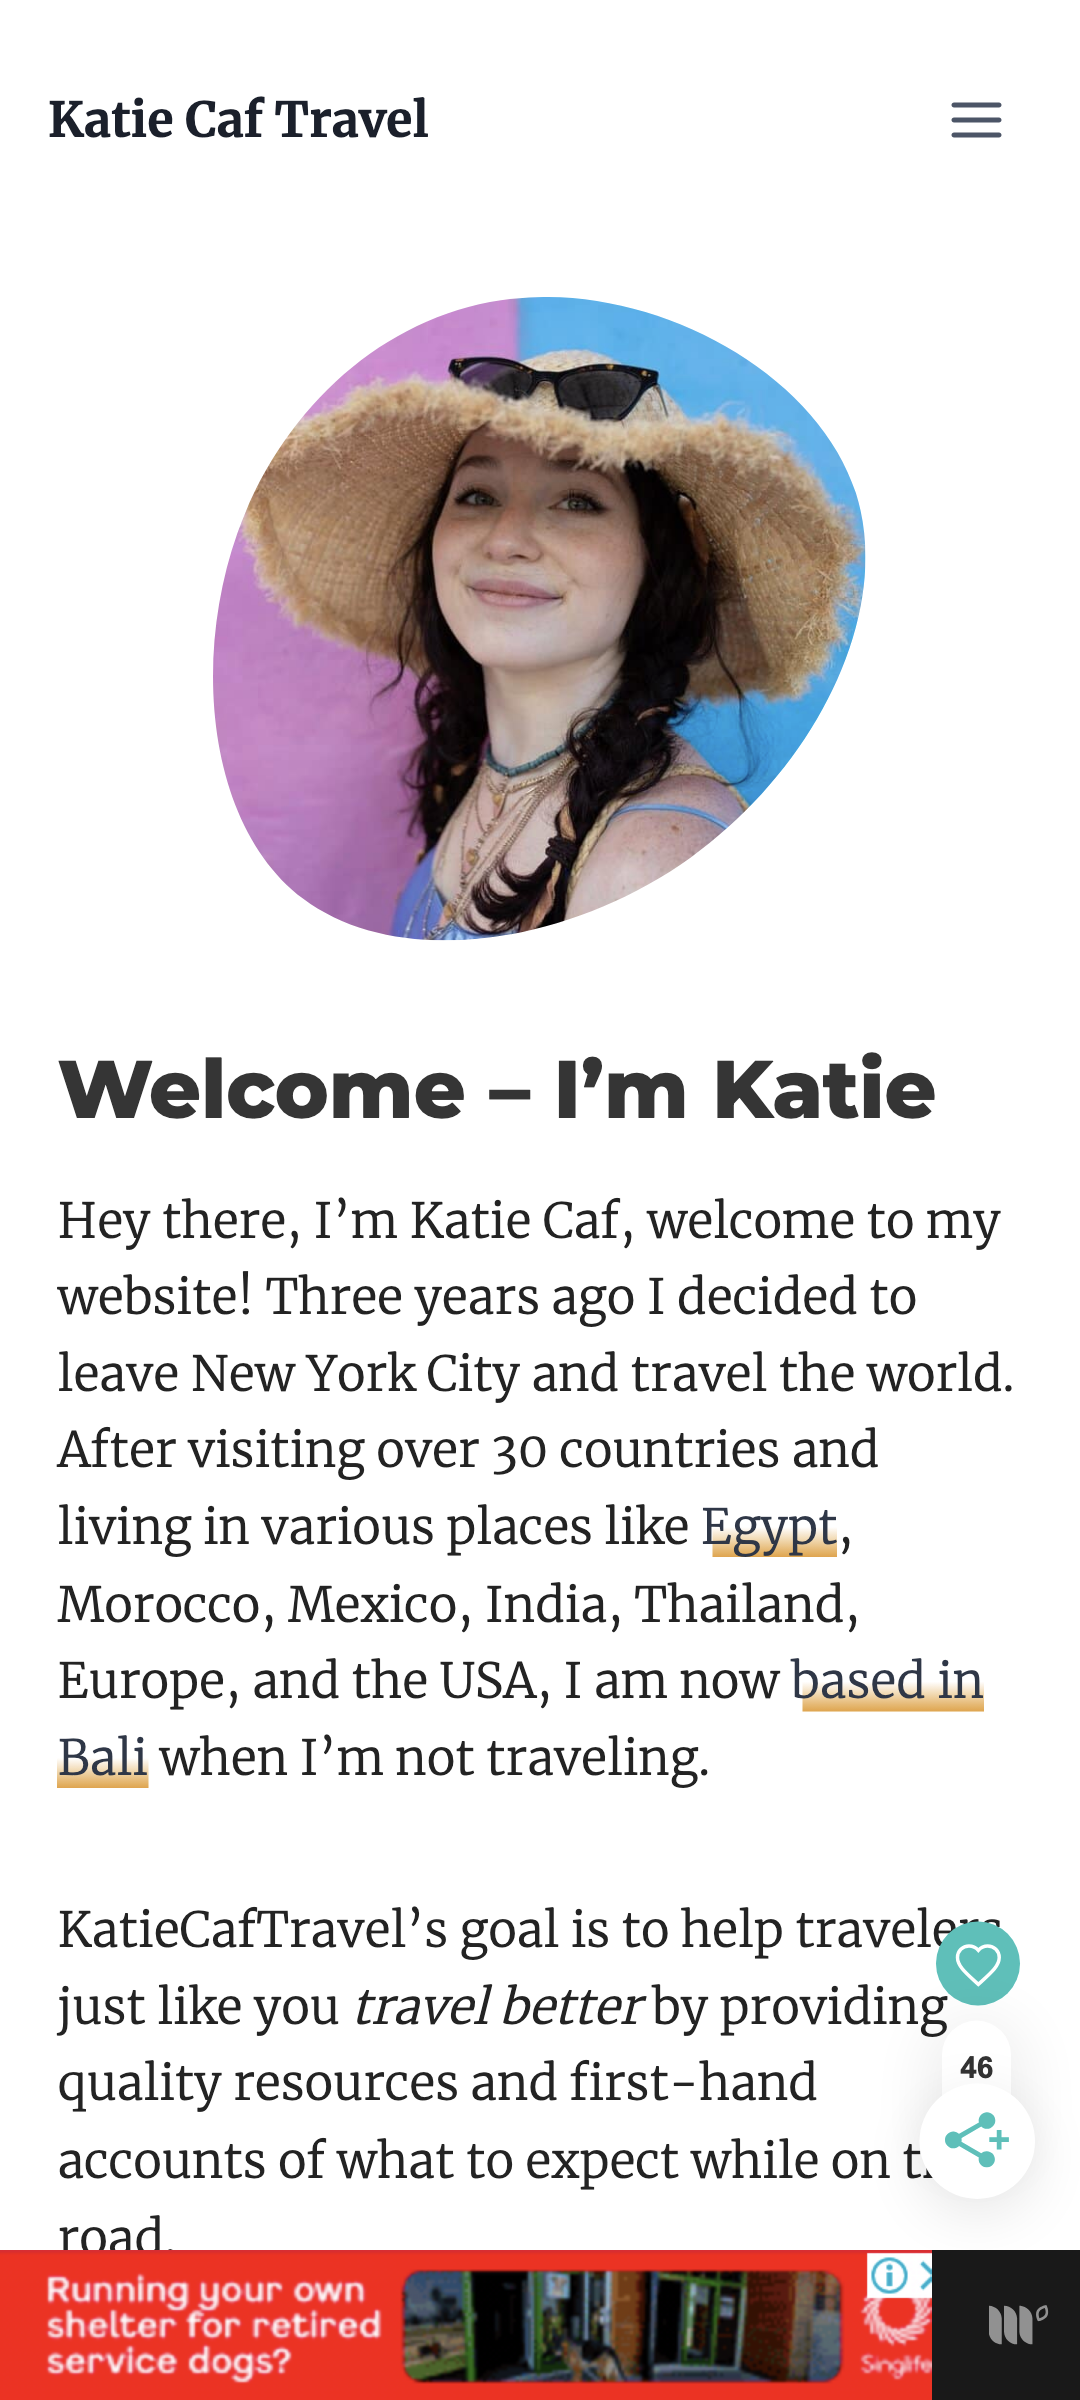 Katie Caf Travel
Welcome – I’m Katie
Hey there, I’m Katie Caf, welcome to my
website! Three years ago I decided to
leave New York City and travel the world.
After visiting over 30 countries and
living in various places like Egypt,
Morocco, Mexico, India, Thailand,
Europe, and the USA, I am now based in
Bali when I’m not traveling.
KatieCafTravel’s goal is to help travelers
just like you travel better by providing
quality resources and first-hand
accounts of what to expect while on
road.
46
Running your own
shelter for retired
service dogs?
Singlife